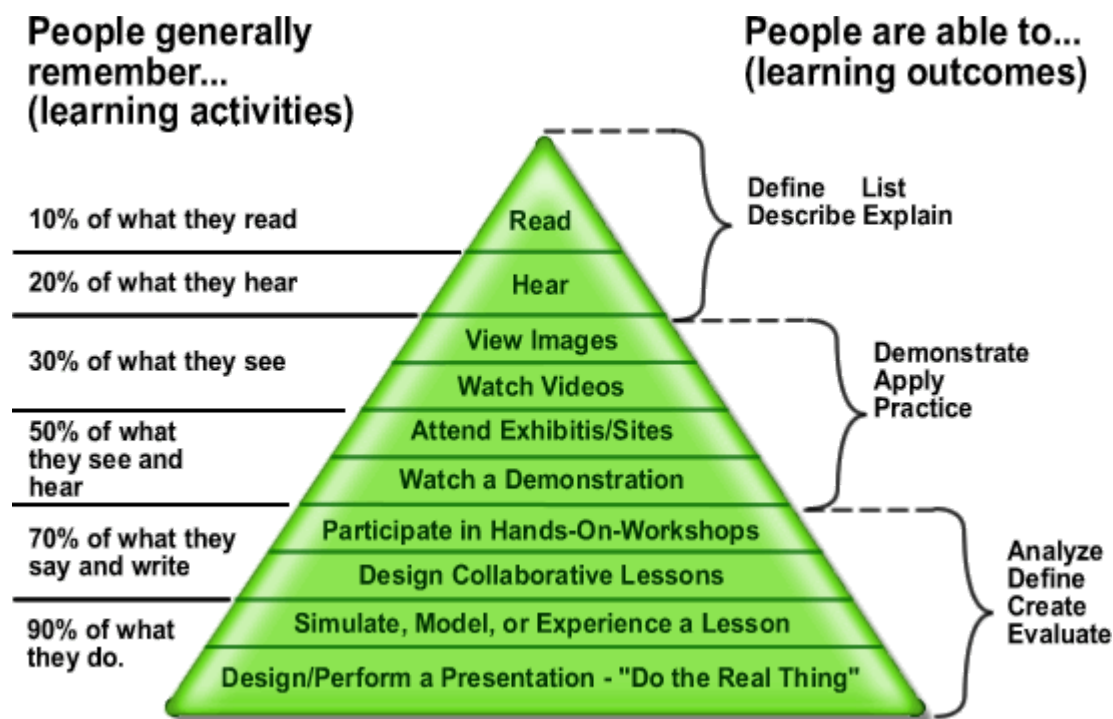 People generally
remember...
(learning activities)
People are able to...
(learning outcomes)
10% of what they read
20% of what they hear
30% of what they see
50% of what
they see and
hear
70% of what they
say and write
90% of what
they do.
Read
Hear
View Images
Watch Videos
Attend Exhibitis/Sites
Watch a Demonstration
Participate in Hands-On-Workshops
Design Collaborative Lessons
Simulate, Model, or Experience a Lesson
Design/Perform a Presentation - "Do the Real Thing"
Define List
Describe Explain
Demonstrate
Apply
Practice
Analyze
Define
Create
Evaluate